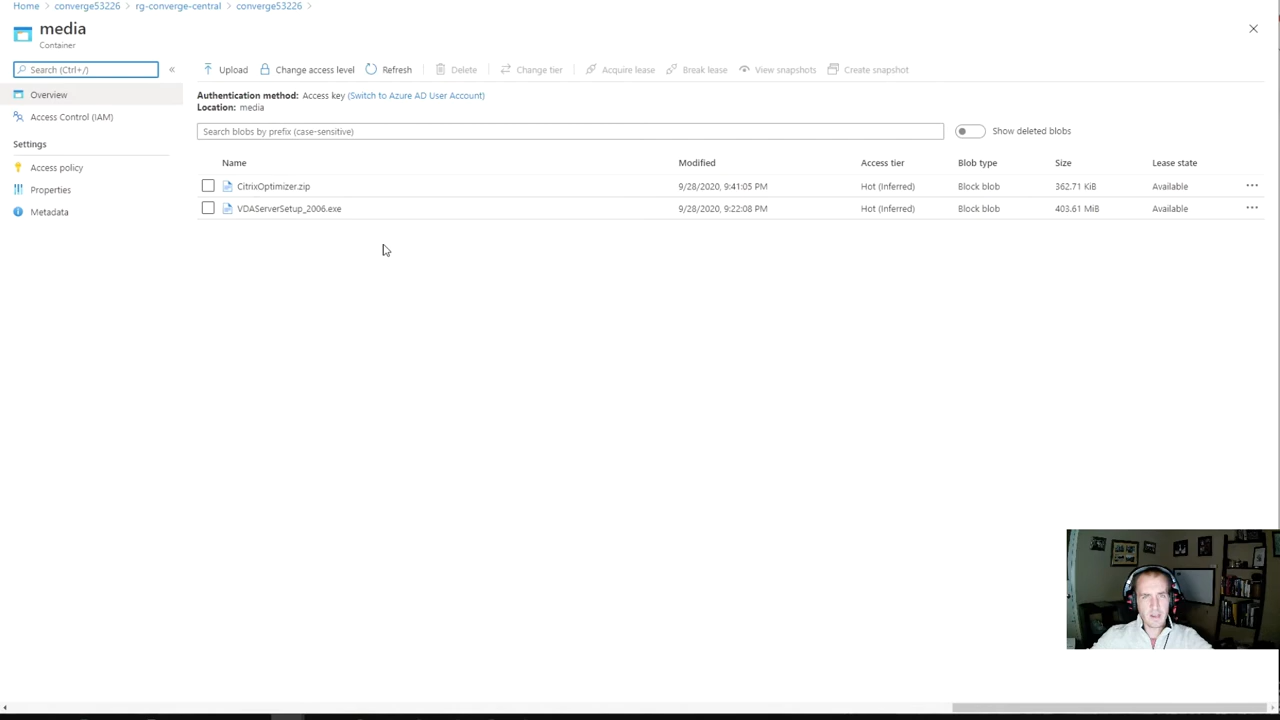 Home > converge53226 > rg-converge-central > converge53226 >
media
Container
Search (Ctrl+/)
«
Upload Change access level Refresh Delete Change tier Acquire lease Break lease View snapshots Create snapshot
Overview
Access Control (IAM)
Settings
Access policy
Properties
Metadata
Authentication method: Access key (Switch to Azure AD User Account)
Location: media
Search blobs by prefix (case-sensitive)
Show deleted blobs
Name Modified Access tier Blob type Size Lease state
CitrixOptimizer.zip 9/28/2020, 9:41:05 PM Hot (Inferred) Block blob 362.71 KiB Available ...
VDAServerSetup_2006.exe 9/28/2020, 9:22:08 PM Hot (Inferred) Block blob 403.61 MiB Available ...